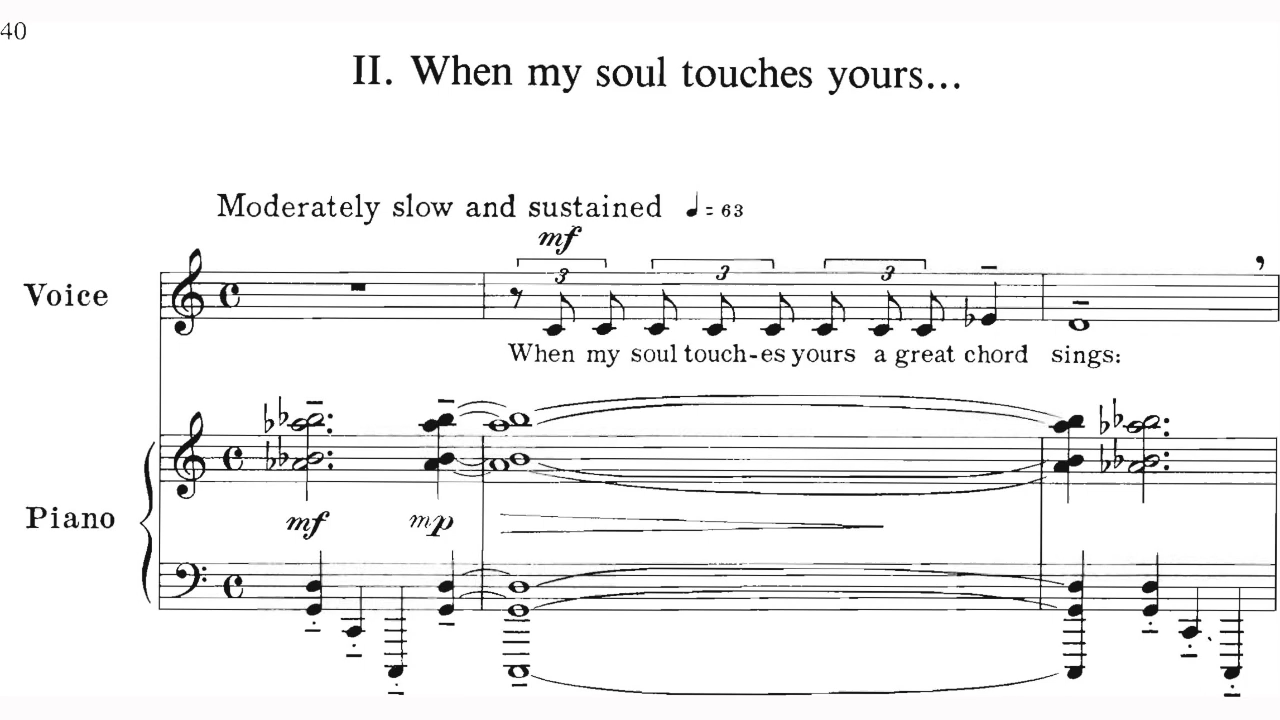 40
II. When my soul touches yours...
Moderately slow and sustained ♩= 63
mf
3 3 3
Voice
When my soul touch-es yours a great chord sings:
Piano
mf mp